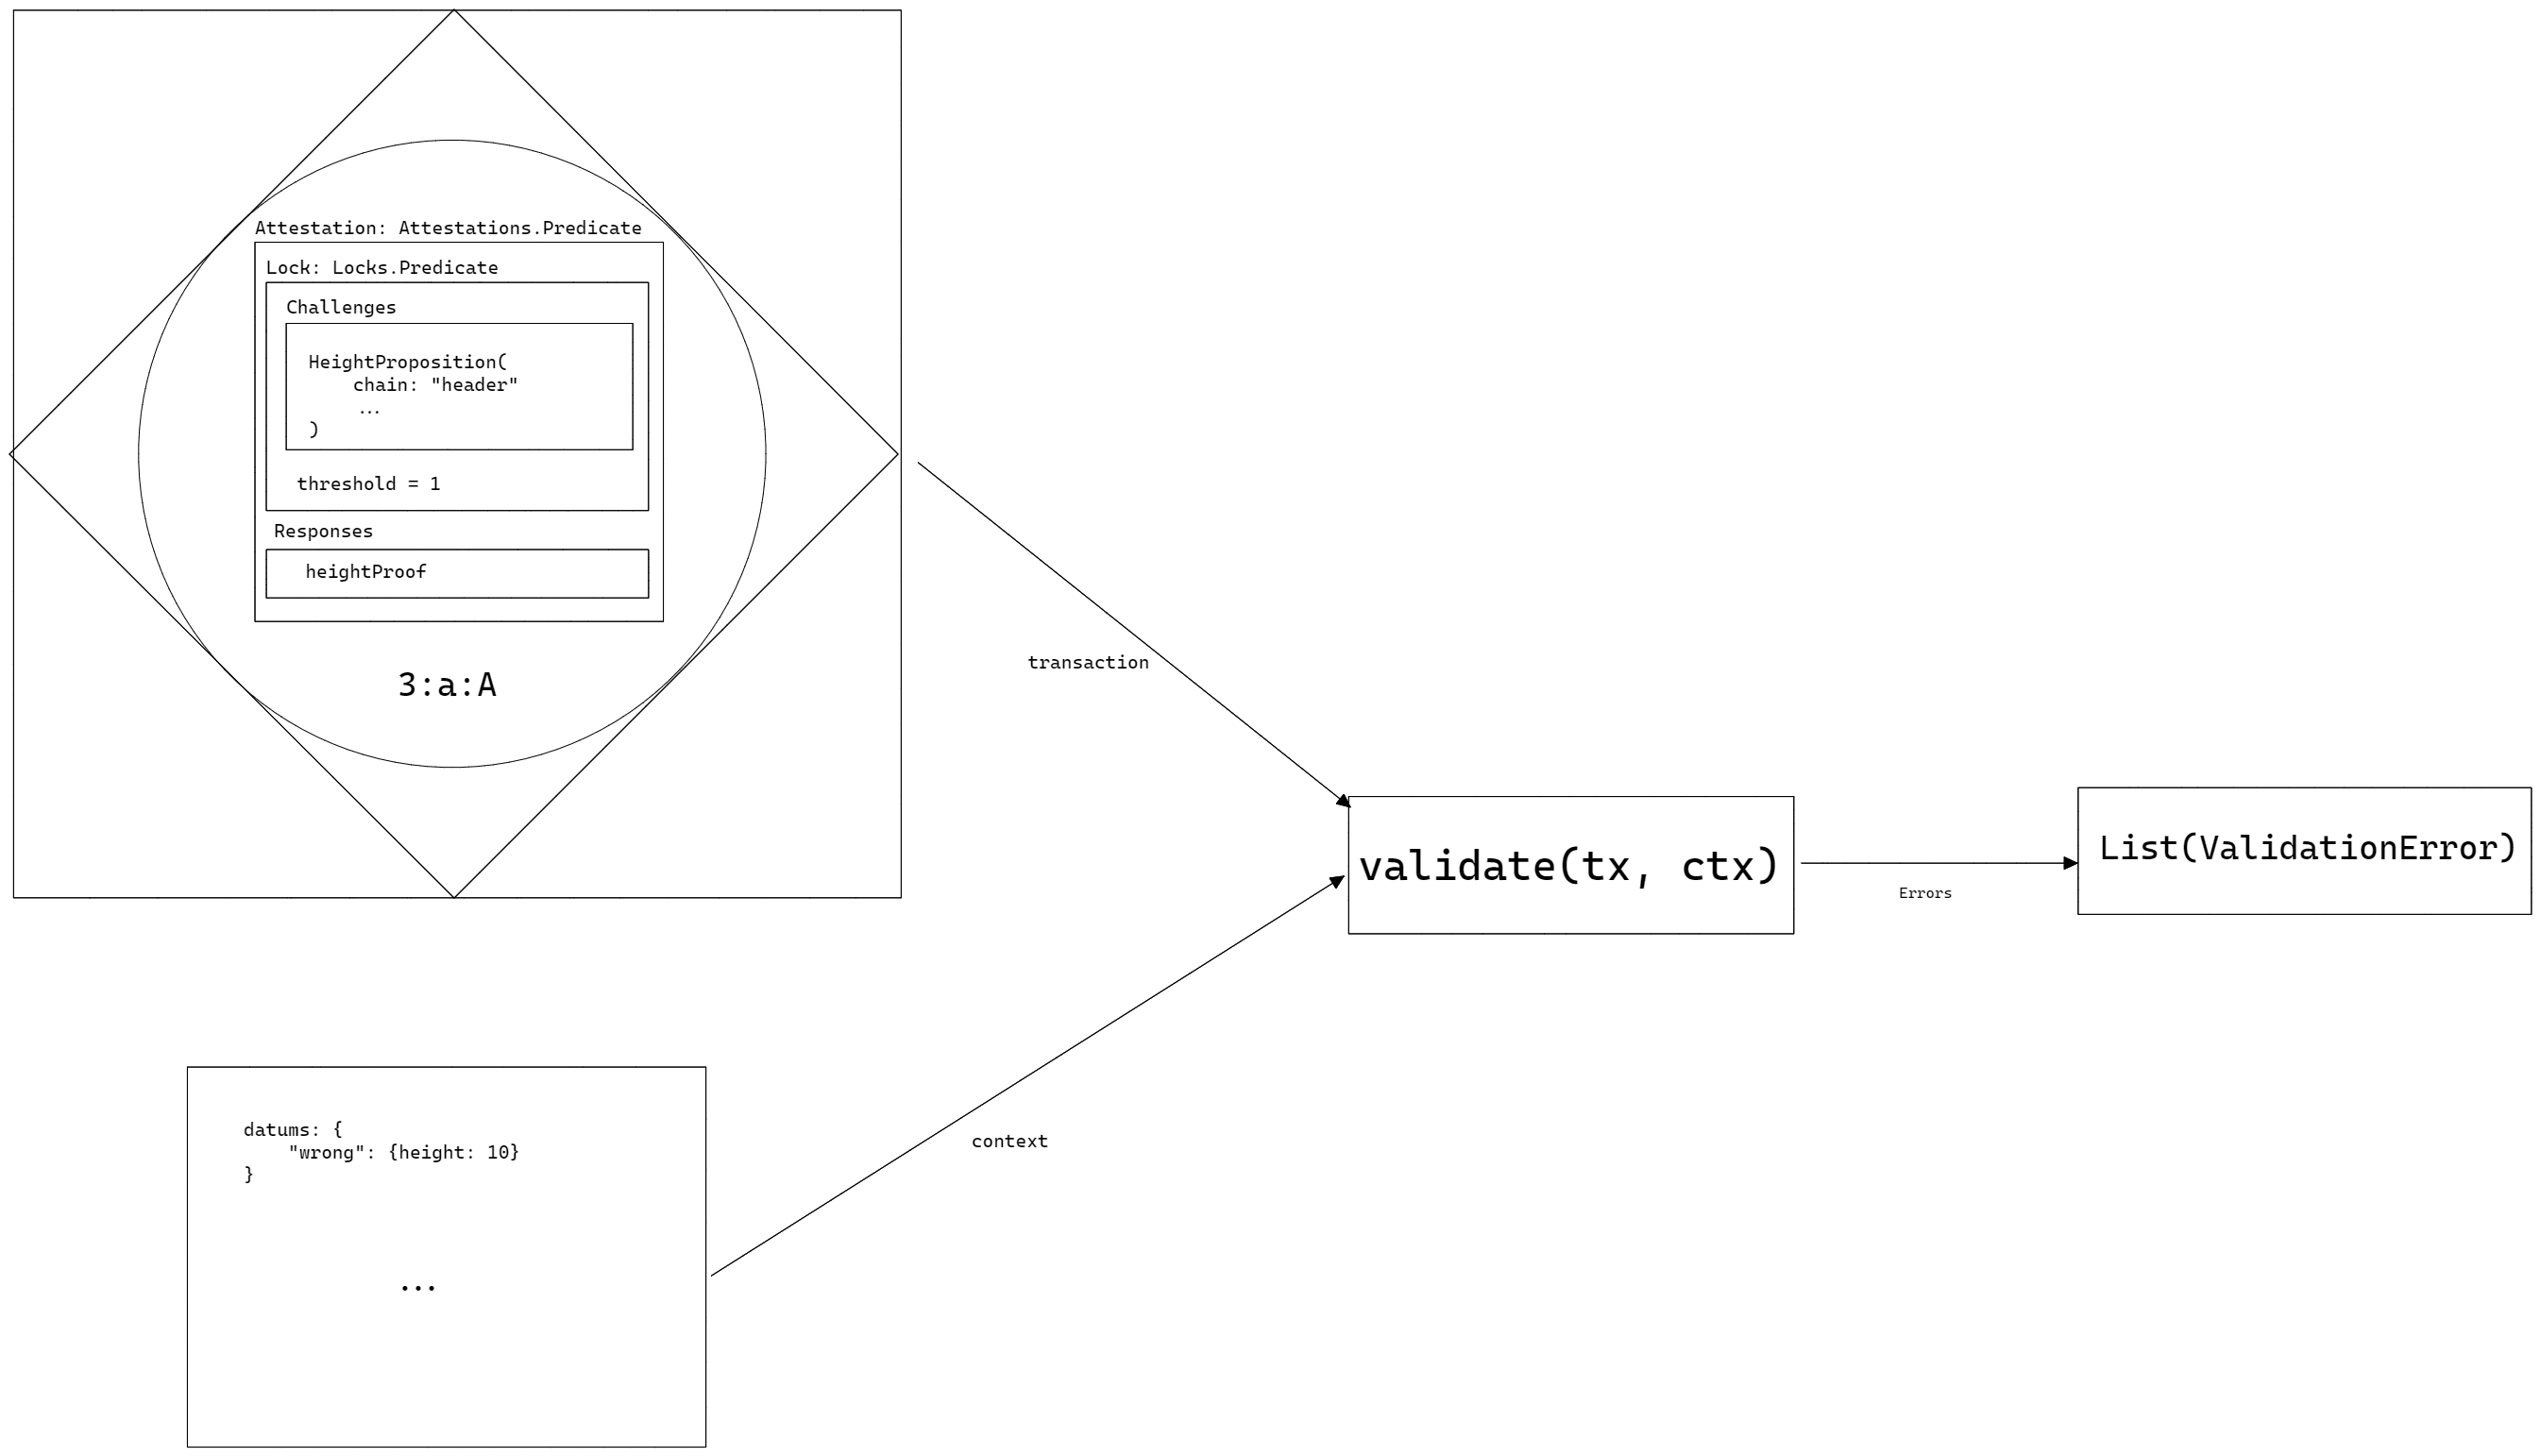 Attestation: Attestations.Predicate
Lock: Locks.Predicate
Challenges
HeightProposition(
    chain: "header"
    ...
)
threshold = 1
Responses
heightProof
3:a:A
transaction
validate(tx, ctx)
Errors
List(ValidationError)
datums: {
    "wrong": {height: 10}
}
...
context